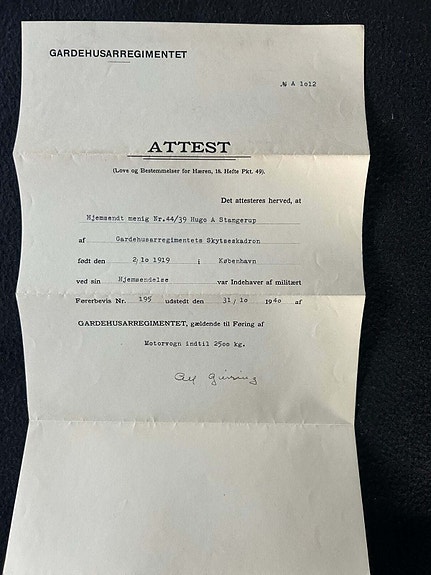 GARDEHUSARREGIMENTET
№ A 1012
ATTEST
(Love og Bestemmelser for Hæren, 18. Hefte Pkt. 49).
Det attesteres herved, at
Hjemsendt menig Nr.44/39 Hugo A Stangerup
af Gardehusarregimentets Skytseskadron
født den 2/10 1919 i København
ved sin Hjemsendelse var Indehaver af militært
Førerbevis Nr. 195 udstedt den 31/10 1940 af
GARDEHUSARREGIMENTET, gældende til Føring af
Motorvogn indtil 2500 kg.